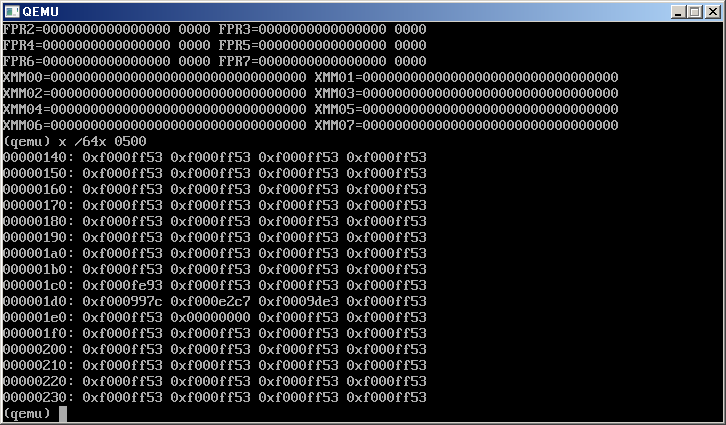 QEMU
FPR2=0000000000000000 0000 FPR3=0000000000000000 0000
FPR4=0000000000000000 0000 FPR5=0000000000000000 0000
FPR6=0000000000000000 0000 FPR7=0000000000000000 0000
XMM00=00000000000000000000000000000000 XMM01=00000000000000000000000000000000
XMM02=00000000000000000000000000000000 XMM03=00000000000000000000000000000000
XMM04=00000000000000000000000000000000 XMM05=00000000000000000000000000000000
XMM06=00000000000000000000000000000000 XMM07=00000000000000000000000000000000
(qemu) x /64x 0500
00000140: 0xf000ff53 0xf000ff53 0xf000ff53 0xf000ff53
00000150: 0xf000ff53 0xf000ff53 0xf000ff53 0xf000ff53
00000160: 0xf000ff53 0xf000ff53 0xf000ff53 0xf000ff53
00000170: 0xf000ff53 0xf000ff53 0xf000ff53 0xf000ff53
00000180: 0xf000ff53 0xf000ff53 0xf000ff53 0xf000ff53
00000190: 0xf000ff53 0xf000ff53 0xf000ff53 0xf000ff53
000001a0: 0xf000ff53 0xf000ff53 0xf000ff53 0xf000ff53
000001b0: 0xf000ff53 0xf000ff53 0xf000ff53 0xf000ff53
000001c0: 0xf000fe93 0xf000ff53 0xf000ff53 0xf000ff53
000001d0: 0xf000997c 0xf000e2c7 0xf0009de3 0xf000ff53
000001e0: 0xf000ff53 0x00000000 0xf000ff53 0xf000ff53
000001f0: 0xf000ff53 0xf000ff53 0xf000ff53 0xf000ff53
00000200: 0xf000ff53 0xf000ff53 0xf000ff53 0xf000ff53
00000210: 0xf000ff53 0xf000ff53 0xf000ff53 0xf000ff53
00000220: 0xf000ff53 0xf000ff53 0xf000ff53 0xf000ff53
00000230: 0xf000ff53 0xf000ff53 0xf000ff53 0xf000ff53
(qemu)